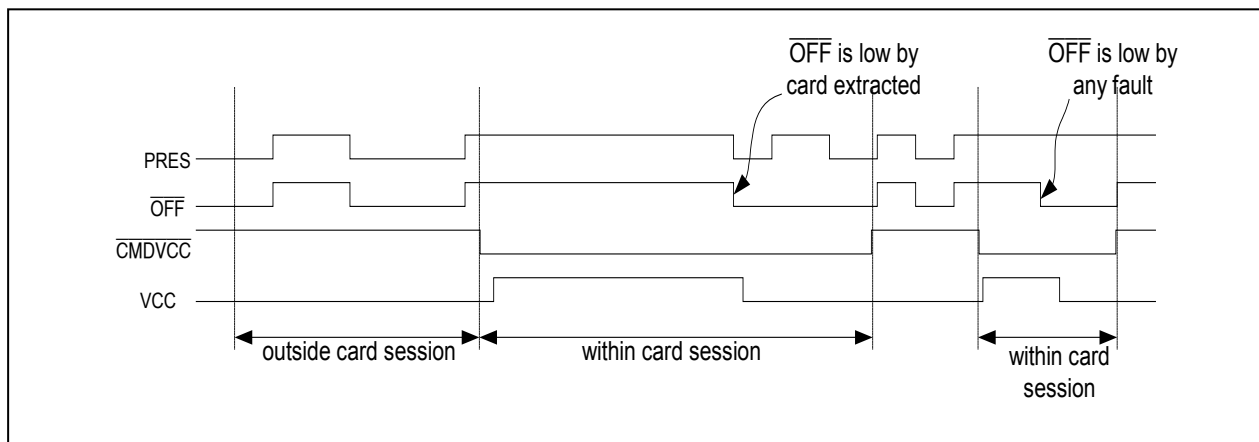 OFF is low by
card extracted
OFF is low by
any fault
PRES
OFF
CMDVCC
VCC
outside card session
within card session
within card
session